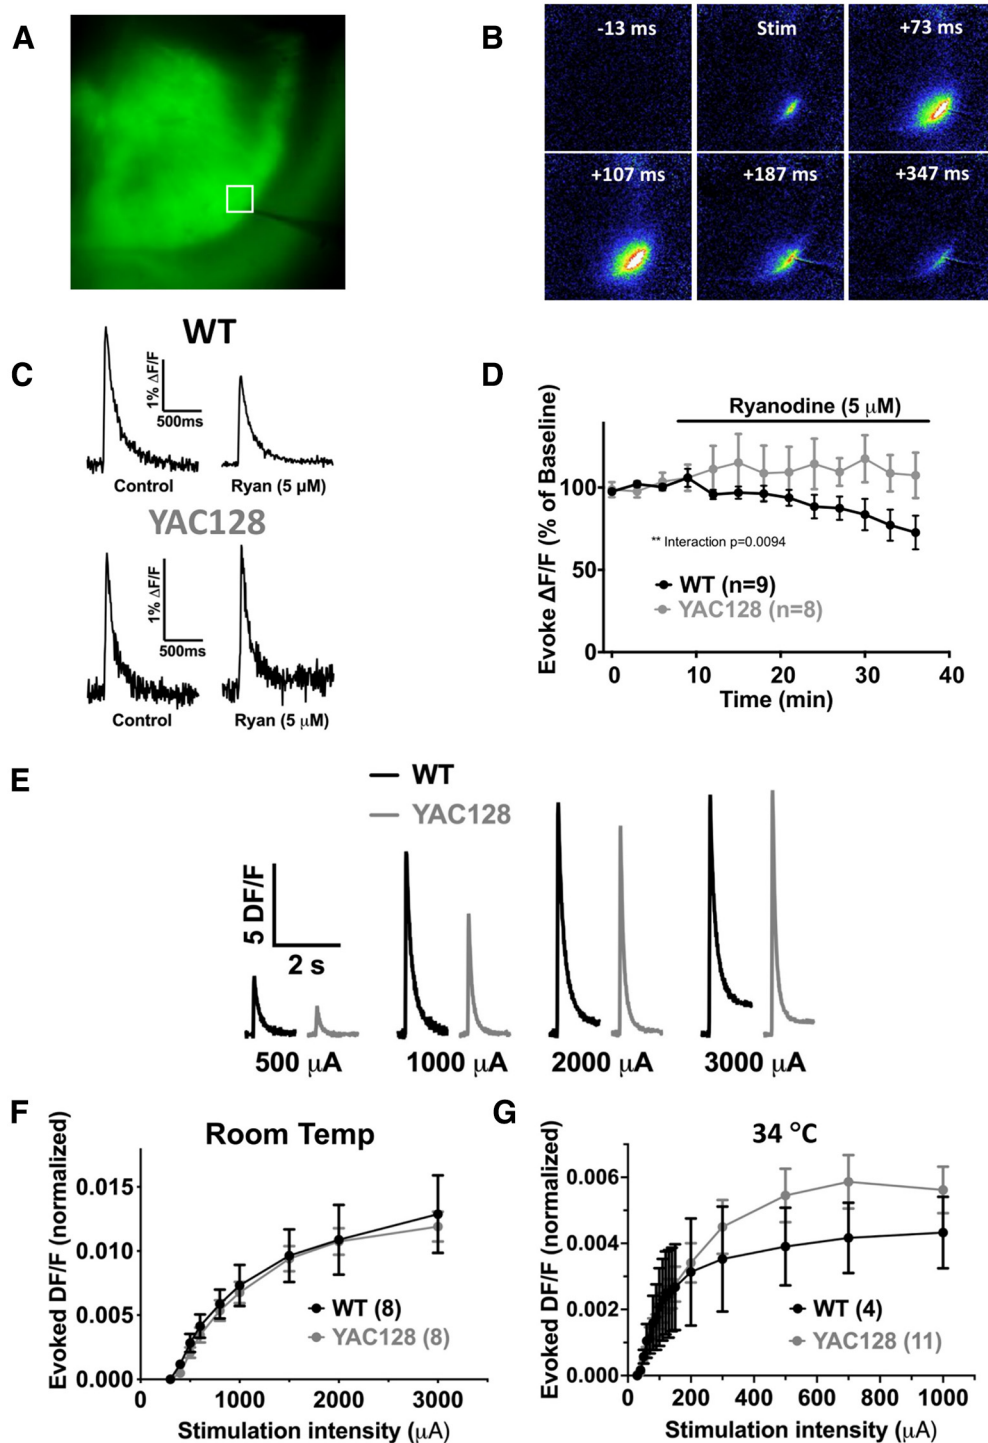 A
B
-13 ms
Stim
+73 ms
+107 ms
+187 ms
+347 ms
C
WT
1% ΔF/F
500ms
Control
Ryan (5 μM)
YAC128
1% ΔF/F
500ms
Control
Ryan (5 μM)
D
Ryanodine (5 μM)
Evoke ΔF/F (% of Baseline)
100
50
0
** Interaction p=0.0094
WT (n=9)
YAC128 (n=8)
0
10
20
30
40
Time (min)
E
WT
YAC128
5 DF/F
2 s
500 μA
1000 μA
2000 μA
3000 μA
F
Room Temp
Evoked DF/F (normalized)
0.015
0.010
0.005
0.000
WT (8)
YAC128 (8)
0
1000
2000
3000
Stimulation intensity (μA)
G
34 °C
Evoked DF/F (normalized)
0.006
0.004
0.002
0.000
WT (4)
YAC128 (11)
0
200
400
600
800
1000
Stimulation intensity (μA)